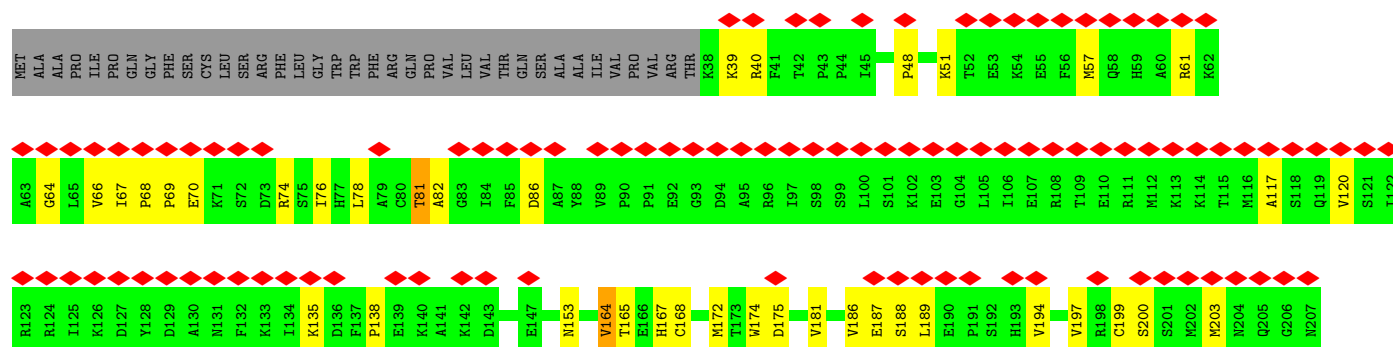 MET ALA ALA PRO ILE PRO GLN GLY PHE SER CYS LEU SER ARG PHE LEU GLY TRP TRP PHE ARG GLN PRO VAL LEU VAL THR GLN SER ALA ALA ILE VAL PRO VAL ARG THR K38 K39 R40 F41 T42 P43 P44 I45 P48 K51 T52 E53 K54 E55 F56 M57 Q58 H59 A60 R61 K62
A63 G64 L65 V66 I67 P68 P69 E70 K71 S72 D73 R74 S75 I76 H77 L78 A79 C80 T81 A82 G83 I84 F85 D86 A87 Y88 V89 P90 P91 E92 G93 D94 A95 R96 I97 S98 S99 L100 S101 K102 E103 G104 L105 I106 E107 R108 T109 E110 R111 M112 K113 K114 T115 M116 A117 S118 Q119 V120 S121 I122
R123 R124 I125 K126 D127 Y128 D129 A130 N131 F132 K133 I134 K135 D136 F137 P138 E139 K140 A141 K142 D143 E147 N153 V164 T165 E166 H167 C168 M172 T173 W174 D175 V181 V186 E187 S188 L189 E190 P191 S192 H193 V194 V197 R198 C199 S200 S201 M202 M203 N204 Q205 G206 N207